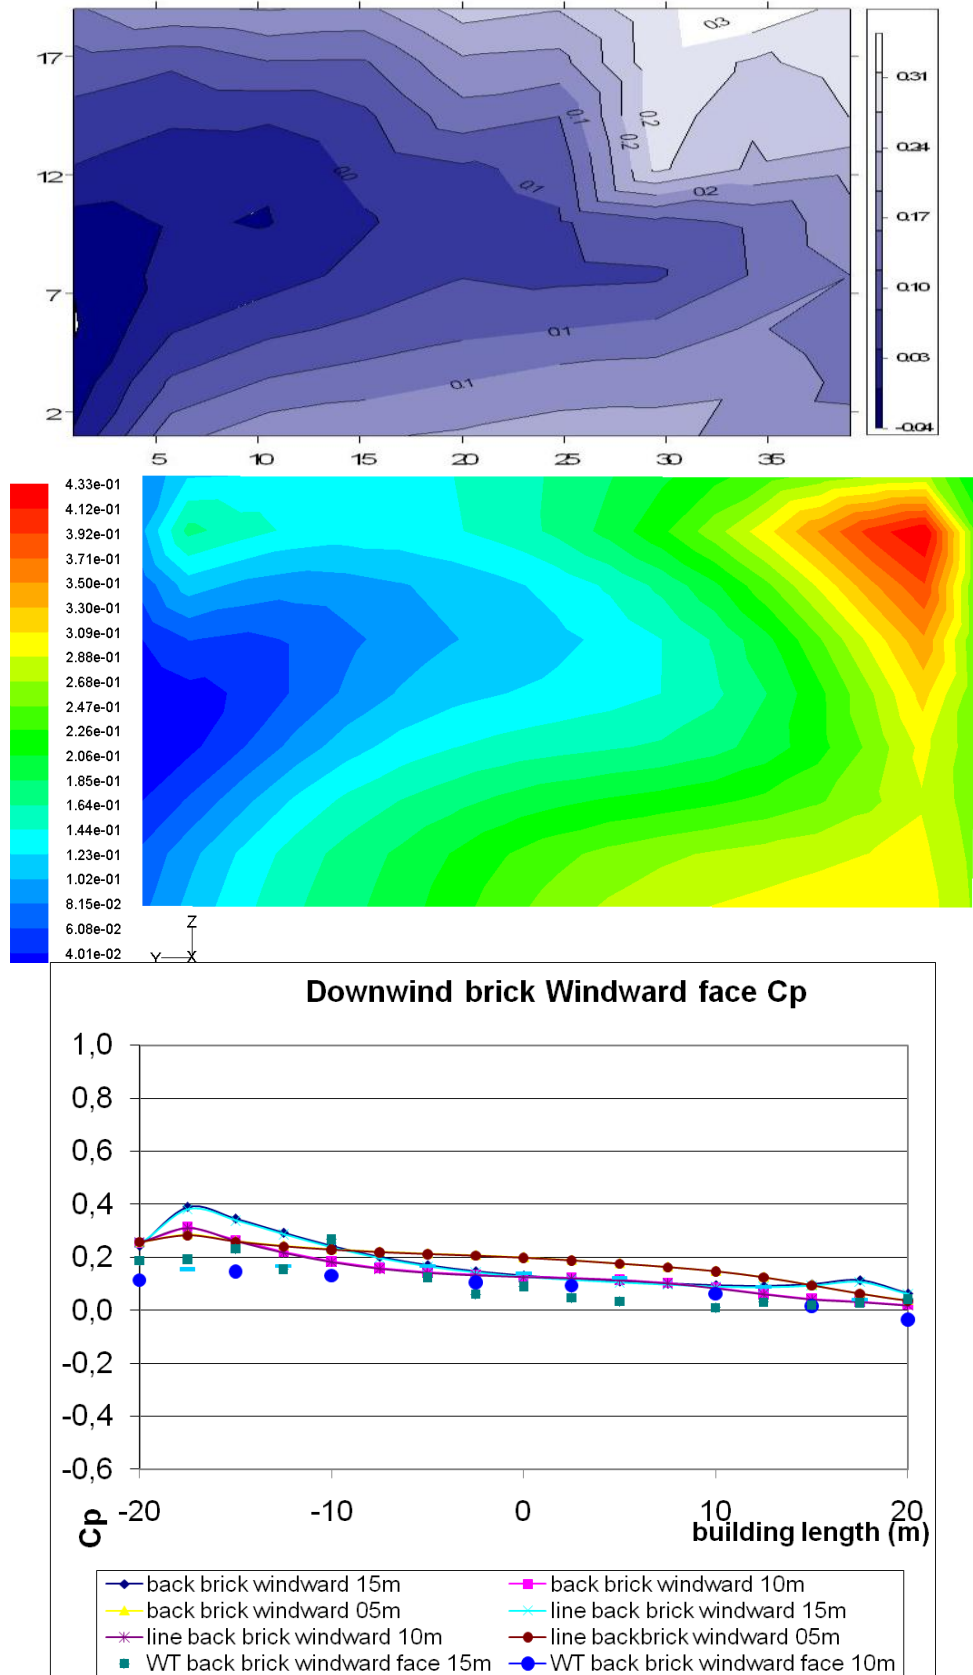 17
12
7
2
5
10
15
20
25
30
35
0.3
0.1
0.2
0.2
0.0
0.1
0.2
0.1
0.1
0.31
0.24
0.17
0.10
0.03
-0.04
4.33e-01
4.12e-01
3.92e-01
3.71e-01
3.50e-01
3.30e-01
3.09e-01
2.88e-01
2.68e-01
2.47e-01
2.26e-01
2.06e-01
1.85e-01
1.64e-01
1.44e-01
1.23e-01
1.02e-01
8.15e-02
6.08e-02
4.01e-02
Z
Y X
Downwind brick Windward face Cp
1,0
0,8
0,6
0,4
0,2
0,0
-0,2
-0,4
-0,6
-20 -10 0 10 20
Cp
building length (m)
back brick windward 15m
back brick windward 10m
back brick windward 05m
line back brick windward 15m
line back brick windward 10m
line backbrick windward 05m
WT back brick windward face 15m
WT back brick windward face 10m